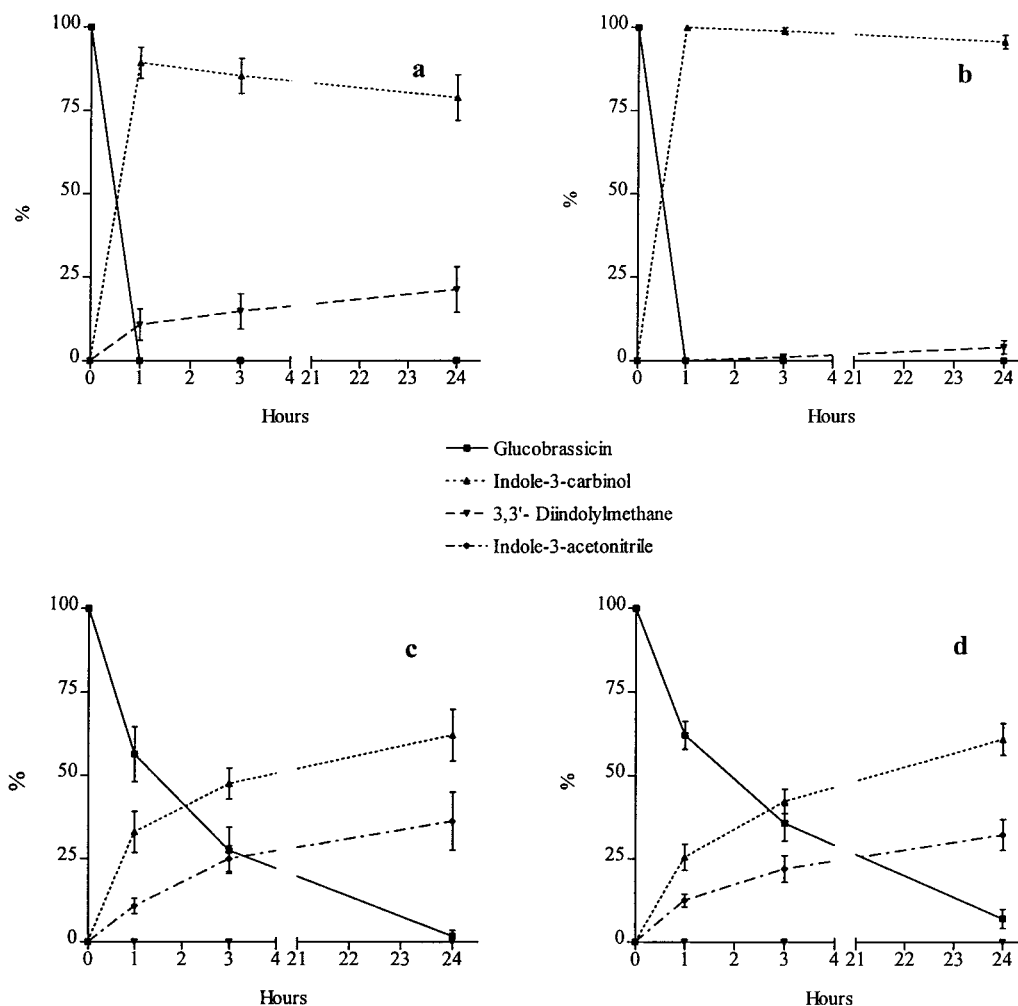 100
75
50
25
0
%
a
0 1 2 3 4 21 22 23 24
Hours
100
75
50
25
0
%
b
0 1 2 3 4 21 22 23 24
Hours
Glucobrassicin
Indole-3-carbinol
3,3'- Diindolylmethane
Indole-3-acetonitrile
100
75
50
25
0
%
c
0 1 2 3 4 21 22 23 24
Hours
100
75
50
25
0
%
d
0 1 2 3 4 21 22 23 24
Hours